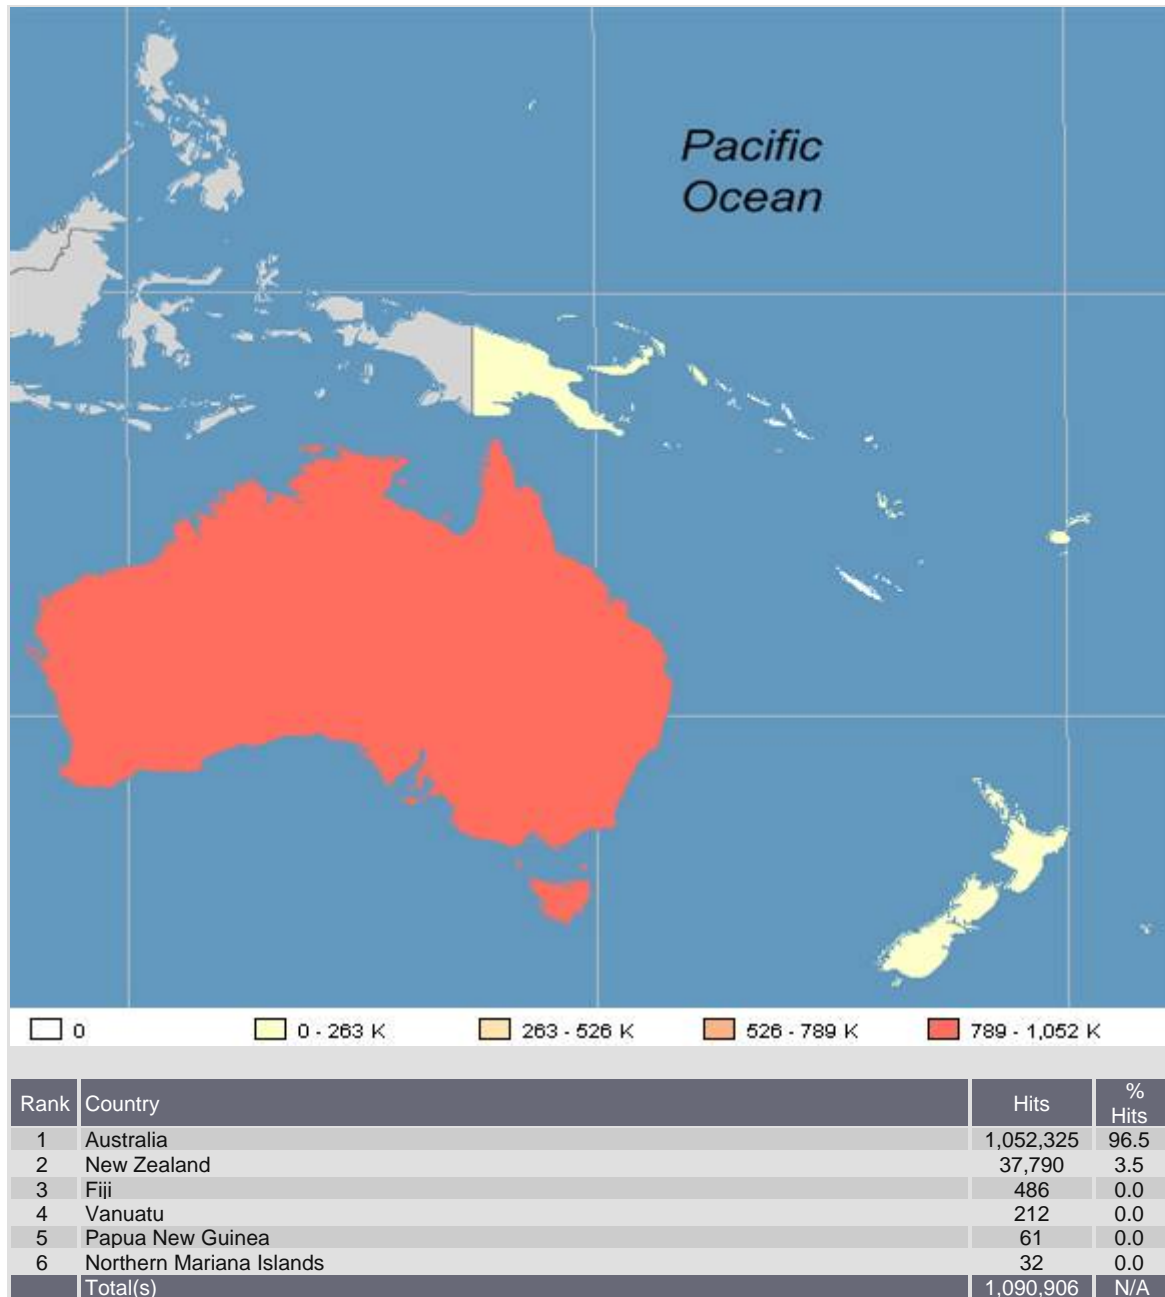 Pacific
Ocean
0 0 - 263 K 263 - 526 K 526 - 789 K 789 - 1,052 K
Rank Country Hits % Hits
1 Australia 1,052,325 96.5
2 New Zealand 37,790 3.5
3 Fiji 486 0.0
4 Vanuatu 212 0.0
5 Papua New Guinea 61 0.0
6 Northern Mariana Islands 32 0.0
Total(s) 1,090,906 N/A